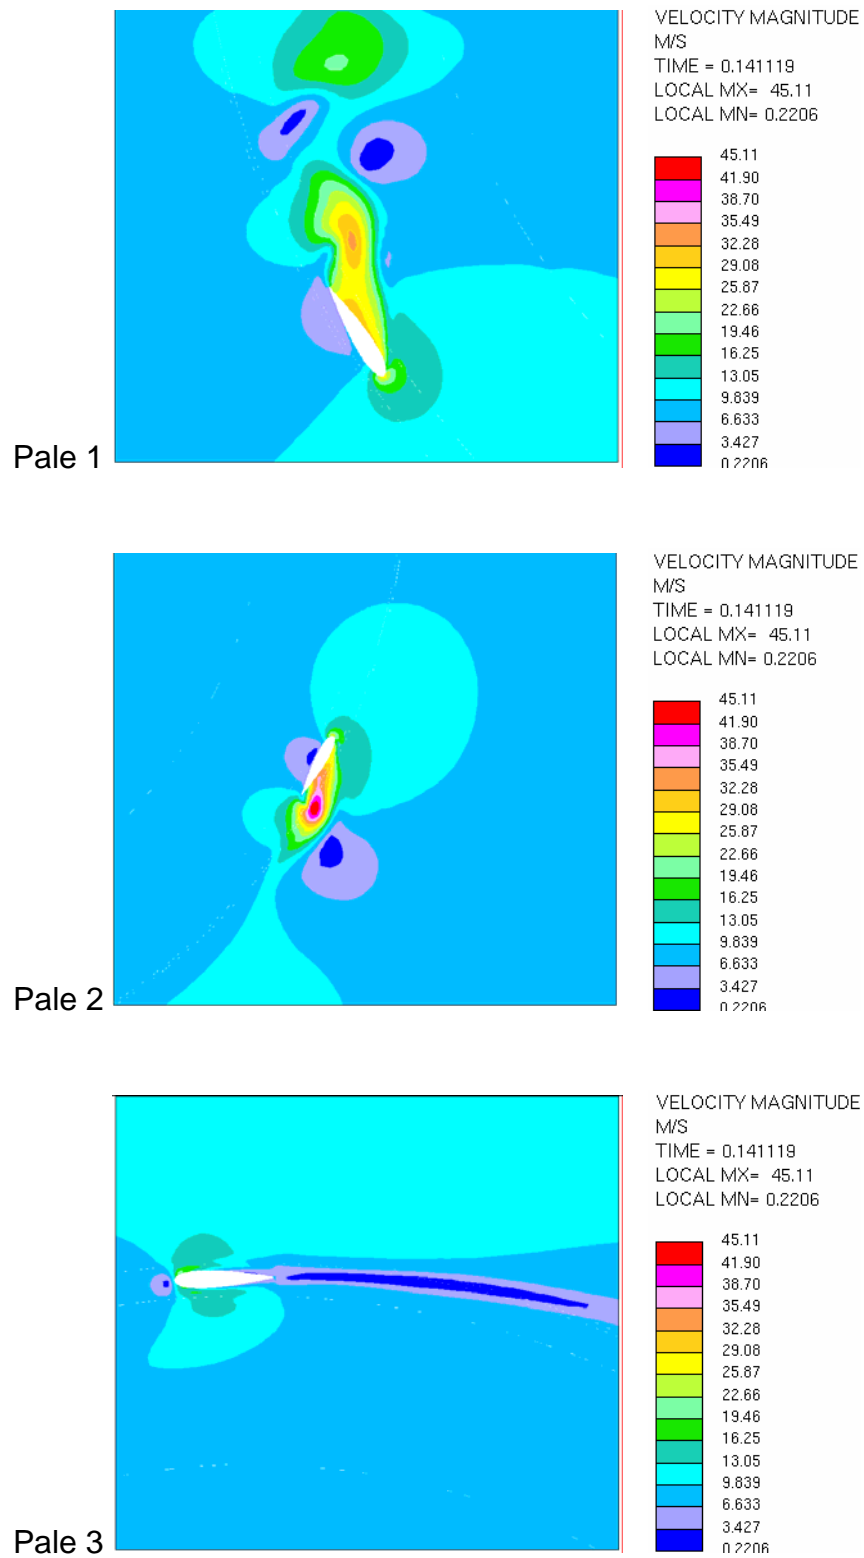 VELOCITY MAGNITUDE
M/S
TIME = 0.141119
LOCAL MX= 45.11
LOCAL MN= 0.2206
45.11
41.90
38.70
35.49
32.28
29.08
25.87
22.66
19.46
16.25
13.05
9.839
6.633
3.427
0.2206
Pale 1
VELOCITY MAGNITUDE
M/S
TIME = 0.141119
LOCAL MX= 45.11
LOCAL MN= 0.2206
45.11
41.90
38.70
35.49
32.28
29.08
25.87
22.66
19.46
16.25
13.05
9.839
6.633
3.427
0.2206
Pale 2
VELOCITY MAGNITUDE
M/S
TIME = 0.141119
LOCAL MX= 45.11
LOCAL MN= 0.2206
45.11
41.90
38.70
35.49
32.28
29.08
25.87
22.66
19.46
16.25
13.05
9.839
6.633
3.427
0.2206
Pale 3